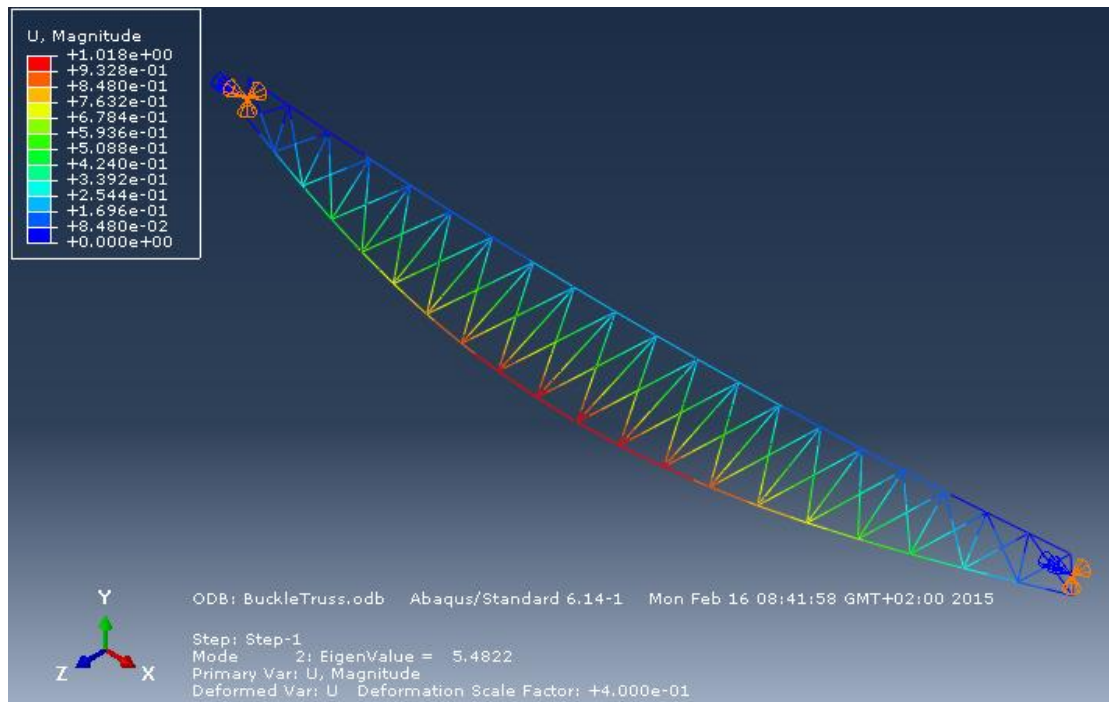 U, Magnitude
+1.018e+00
+9.328e-01
+8.480e-01
+7.632e-01
+6.784e-01
+5.936e-01
+5.088e-01
+4.240e-01
+3.392e-01
+2.544e-01
+1.696e-01
+8.480e-02
+0.000e+00
Y
Z
X
ODB: BuckleTruss.odb Abaqus/Standard 6.14-1 Mon Feb 16 08:41:58 GMT+02:00 2015
Step: Step-1
Mode 2: EigenValue = 5.4822
Primary Var: U, Magnitude
Deformed Var: U Deformation Scale Factor: +4.000e-01